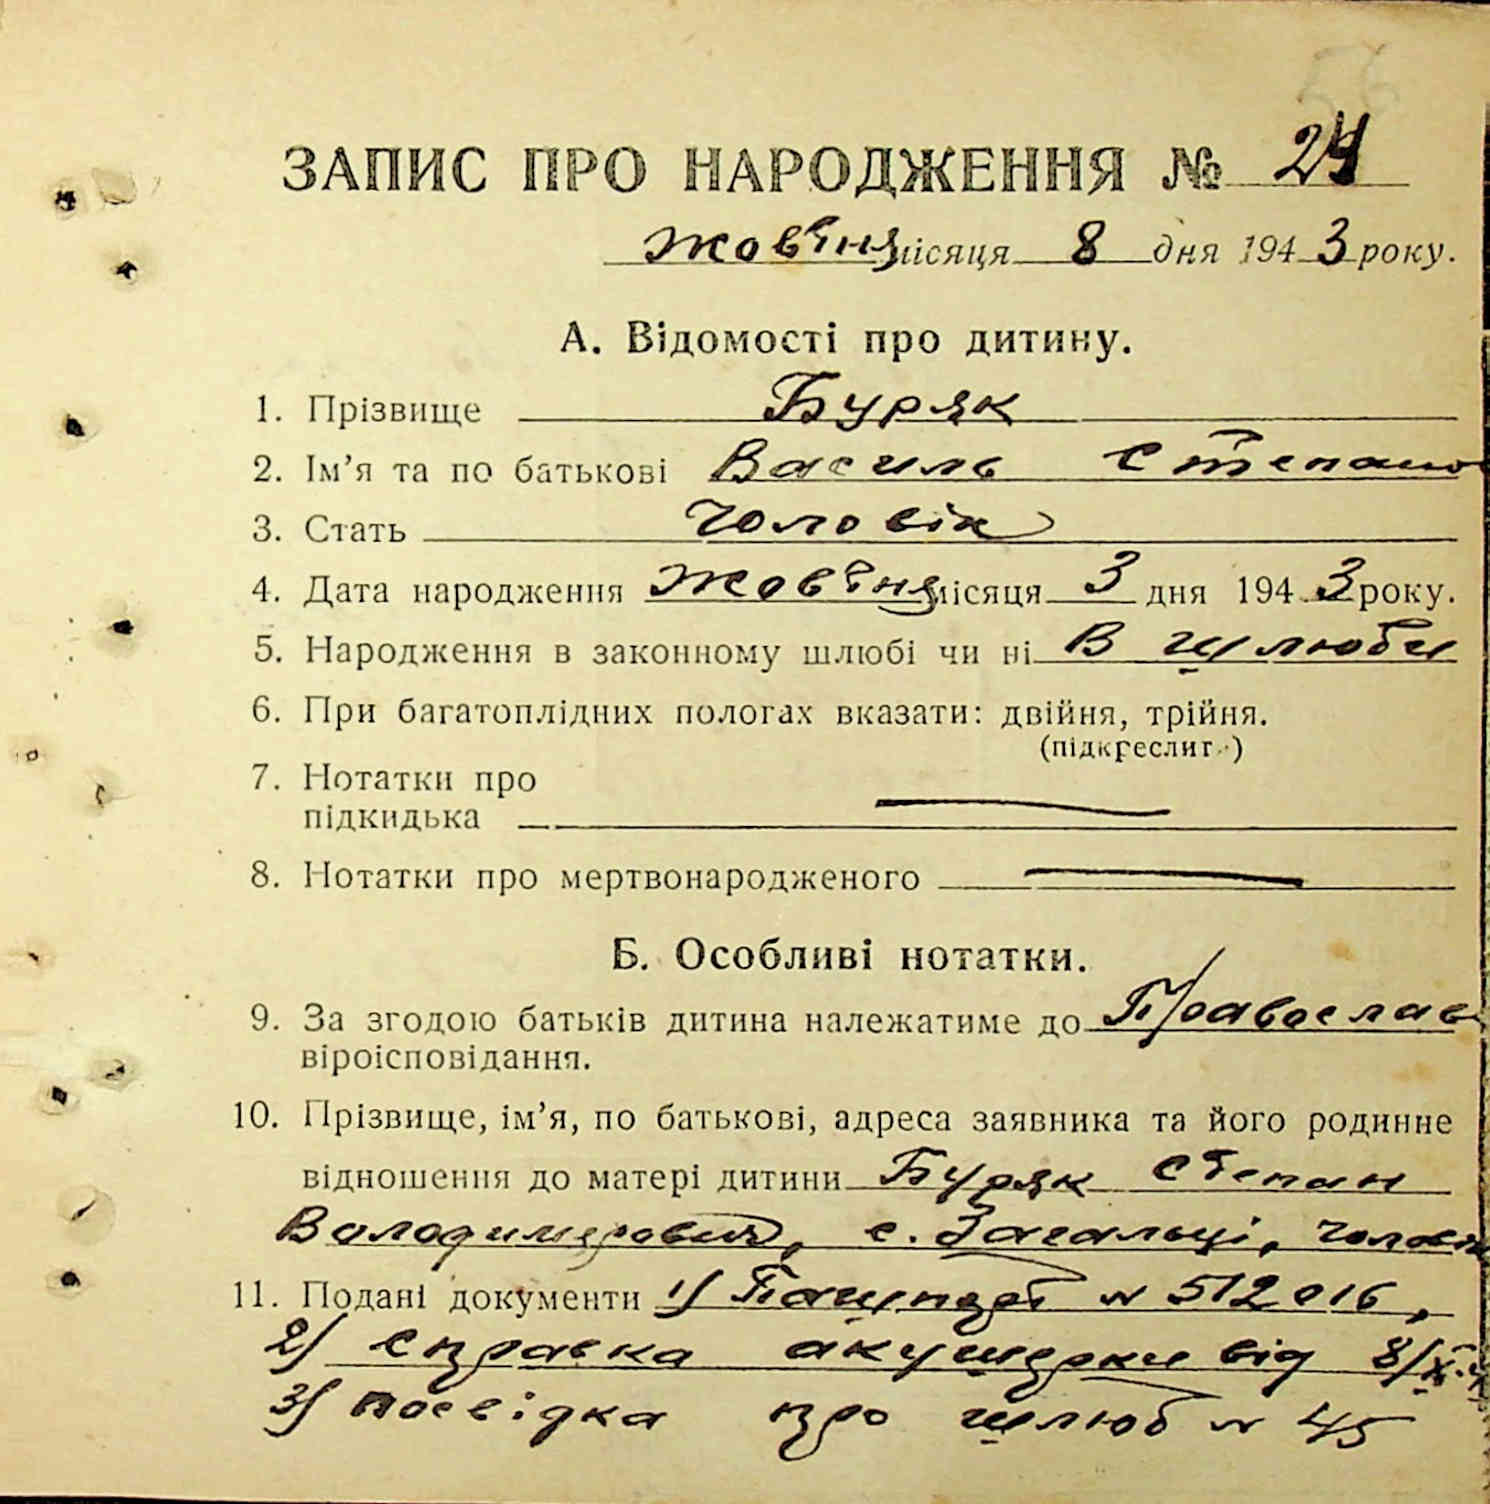 ЗАПИС ПРО НАРОДЖЕННЯ № 24
Жовтня місяця 8 дня 1943 року.
А. Відомості про дитину.
1. Прізвище Буряк
2. Ім’я та по батькові Василь Степано
3. Стать Чоловік
4. Дата народження Жовтня місяця 3 дня 1943 року.
5. Народження в законному шлюбі чи ні В шлюби
6. При багатоплідних пологах вказати: двійня, трійня.
(підкреслить)
7. Нотатки про
підкидька
8. Нотатки про мертвонародженого
Б. Особливі нотатки.
9. За згодою батьків дитина належатиме до Православ
віроісповідання.
10. Прізвище, ім’я, по батькові, адреса заявника та його родинне
відношення до матері дитини Буряк Степан
Володимерович, с. Загальці, чоловік
11. Подані документи 1) Пашпорт № 512016,
2) справка акушерки від 8/X.
3) посвідка про шлюб № 45